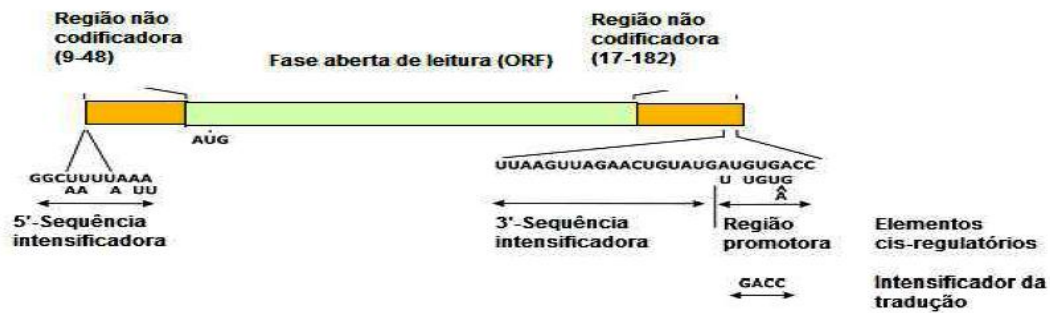 Região não
codificadora
(9-48)
Fase aberta de leitura (ORF)
Região não
codificadora
(17-182)
AUG
GGCUUUUUAAA
AA A UU
5'-Sequência
intensificadora
UUAAGUUAGAACUGUAUGAUGUGACC
U UGUG
A
3'-Sequência
intensificadora
Região
promotora
Elementos
cis-regulatórios
GACC
Intensificador da
tradução